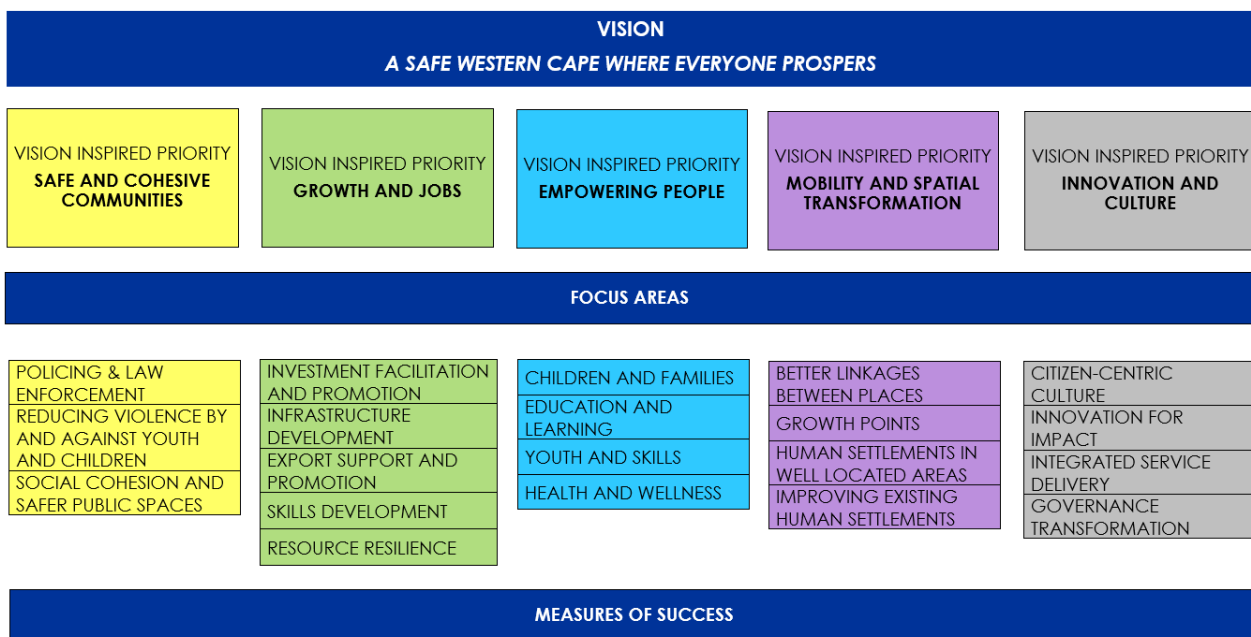 VISION
A SAFE WESTERN CAPE WHERE EVERYONE PROSPERS
VISION INSPIRED PRIORITY
SAFE AND COHESIVE
COMMUNITIES
VISION INSPIRED PRIORITY
GROWTH AND JOBS
VISION INSPIRED PRIORITY
EMPOWERING PEOPLE
VISION INSPIRED PRIORITY
MOBILITY AND SPATIAL
TRANSFORMATION
VISION INSPIRED PRIORITY
INNOVATION AND
CULTURE
FOCUS AREAS
POLICING & LAW
ENFORCEMENT
REDUCING VIOLENCE BY
AND AGAINST YOUTH
AND CHILDREN
SOCIAL COHESION AND
SAFER PUBLIC SPACES
INVESTMENT FACILITATION
AND PROMOTION
INFRASTRUCTURE
DEVELOPMENT
EXPORT SUPPORT AND
PROMOTION
SKILLS DEVELOPMENT
RESOURCE RESILIENCE
CHILDREN AND FAMILIES
EDUCATION AND
LEARNING
YOUTH AND SKILLS
HEALTH AND WELLNESS
BETTER LINKAGES
BETWEEN PLACES
GROWTH POINTS
HUMAN SETTLEMENTS IN
WELL LOCATED AREAS
IMPROVING EXISTING
HUMAN SETTLEMENTS
CITIZEN-CENTRIC
CULTURE
INNOVATION FOR
IMPACT
INTEGRATED SERVICE
DELIVERY
GOVERNANCE
TRANSFORMATION
MEASURES OF SUCCESS